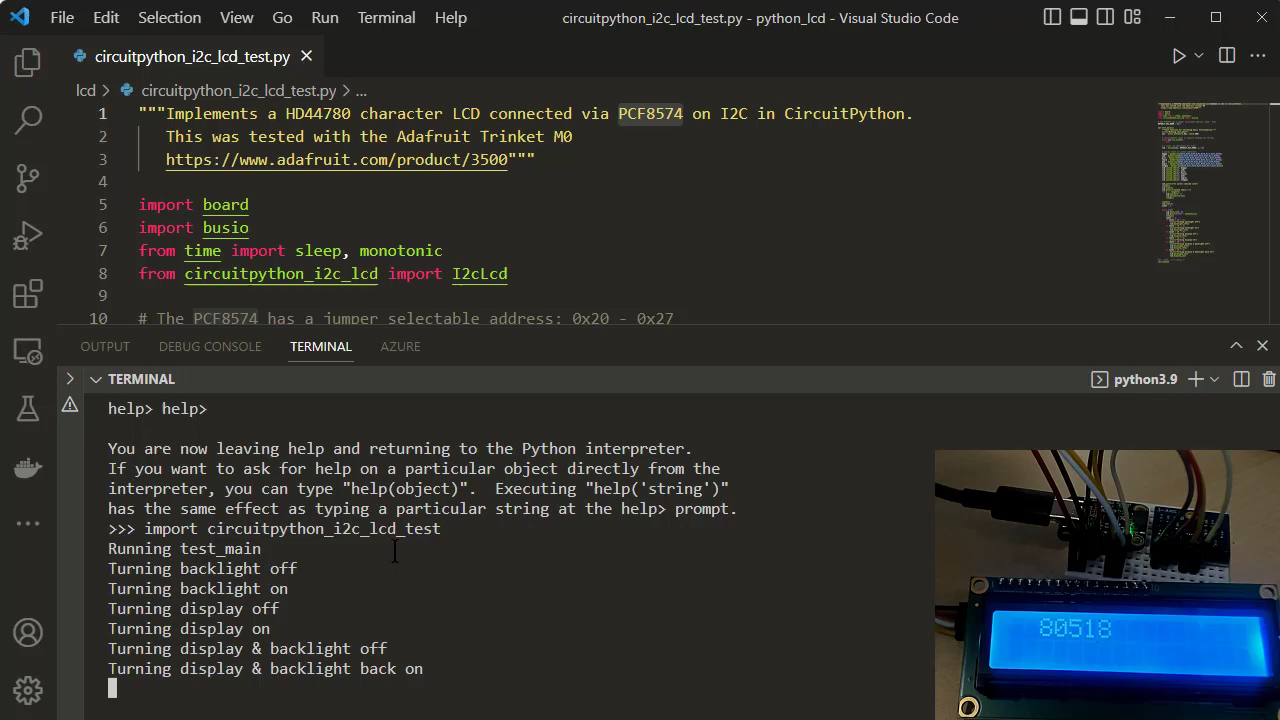 File Edit Selection View Go Run Terminal Help circuitpython_i2c_lcd_test.py - python_lcd - Visual Studio Code
circuitpython_i2c_lcd_test.py
lcd > circuitpython_i2c_lcd_test.py > ...
1 """Implements a HD44780 character LCD connected via PCF8574 on I2C in CircuitPython.
2 This was tested with the Adafruit Trinket M0
3 https://www.adafruit.com/product/3500"""
4
5 import board
6 import busio
7 from time import sleep, monotonic
8 from circuitpython_i2c_lcd import I2cLcd
9
10 # The PCF8574 has a jumper selectable address: 0x20 - 0x27
OUTPUT DEBUG CONSOLE TERMINAL AZURE
TERMINAL python3.9
help> help>
You are now leaving help and returning to the Python interpreter.
If you want to ask for help on a particular object directly from the
interpreter, you can type "help(object)". Executing "help('string')"
has the same effect as typing a particular string at the help> prompt.
>>> import circuitpython_i2c_lcd_test
Running test_main
Turning backlight off
Turning backlight on
Turning display off
Turning display on
Turning display & backlight off
Turning display & backlight back on
80518